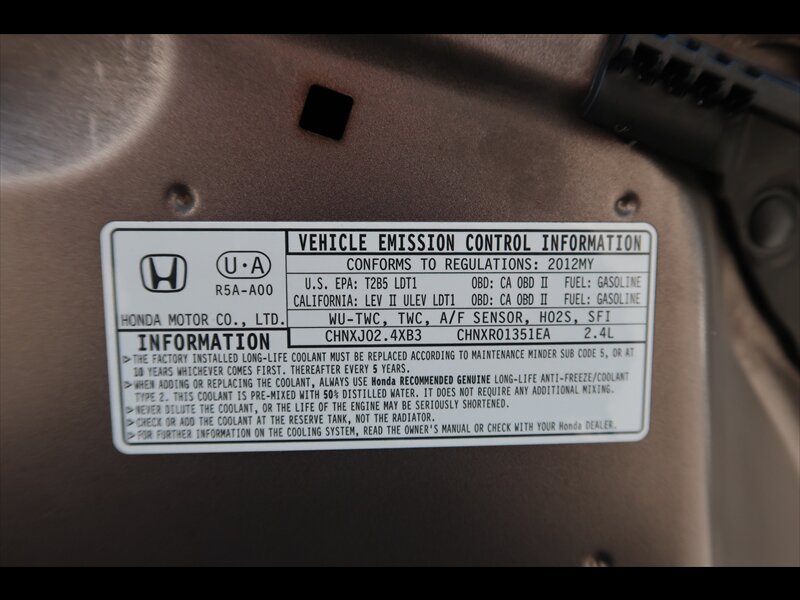 U·A
R5A-A00
HONDA MOTOR CO., LTD.
VEHICLE EMISSION CONTROL INFORMATION
CONFORMS TO REGULATIONS: 2012MY
U.S. EPA: T2B5 LDT1 OBD: CA OBD II FUEL: GASOLINE
CALIFORNIA: LEV II ULEV LDT1 OBD: CA OBD II FUEL: GASOLINE
WU-TWC, TWC, A/F SENSOR, HO2S, SFI
CHNXJ02.4XB3 CHNXR01351EA 2.4L
INFORMATION
>THE FACTORY INSTALLED LONG-LIFE COOLANT MUST BE REPLACED ACCORDING TO MAINTENANCE MINDER SUB CODE 5, OR AT
10 YEARS WHICHEVER COMES FIRST. THEREAFTER EVERY 5 YEARS.
>WHEN ADDING OR REPLACING THE COOLANT, ALWAYS USE Honda RECOMMENDED GENUINE LONG-LIFE ANTI-FREEZE/COOLANT
TYPE 2. THIS COOLANT IS PRE-MIXED WITH 50% DISTILLED WATER. IT DOES NOT REQUIRE ANY ADDITIONAL MIXING.
>NEVER DILUTE THE COOLANT, OR THE LIFE OF THE ENGINE MAY BE SERIOUSLY SHORTENED.
>CHECK OR ADD THE COOLANT AT THE RESERVE TANK, NOT THE RADIATOR.
>FOR FURTHER INFORMATION ON THE COOLING SYSTEM, READ THE OWNER'S MANUAL OR CHECK WITH YOUR Honda DEALER.